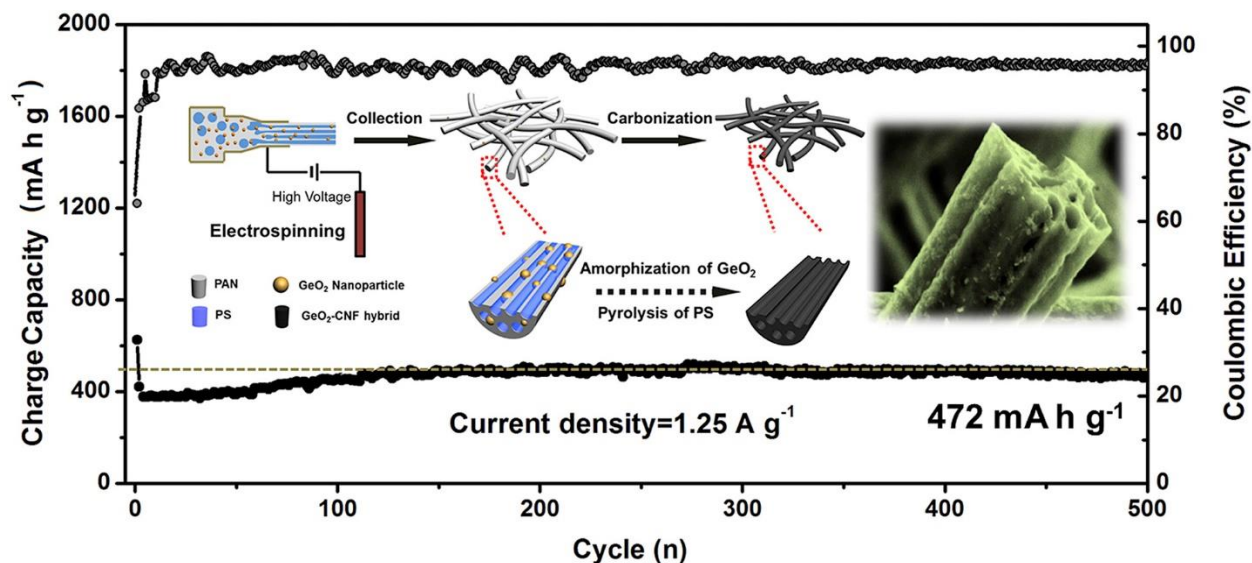 2000
1600
1200
800
400
0
Charge Capacity (mA h g⁻¹)
100
80
60
40
20
0
Coulombic Efficiency (%)
Collection
Carbonization
High Voltage
Electrospinning
PAN
GeO₂ Nanoparticle
PS
GeO₂-CNF hybrid
Amorphization of GeO₂
Pyrolysis of PS
Current density=1.25 A g⁻¹
472 mA h g⁻¹
0
100
200
300
400
500
Cycle (n)